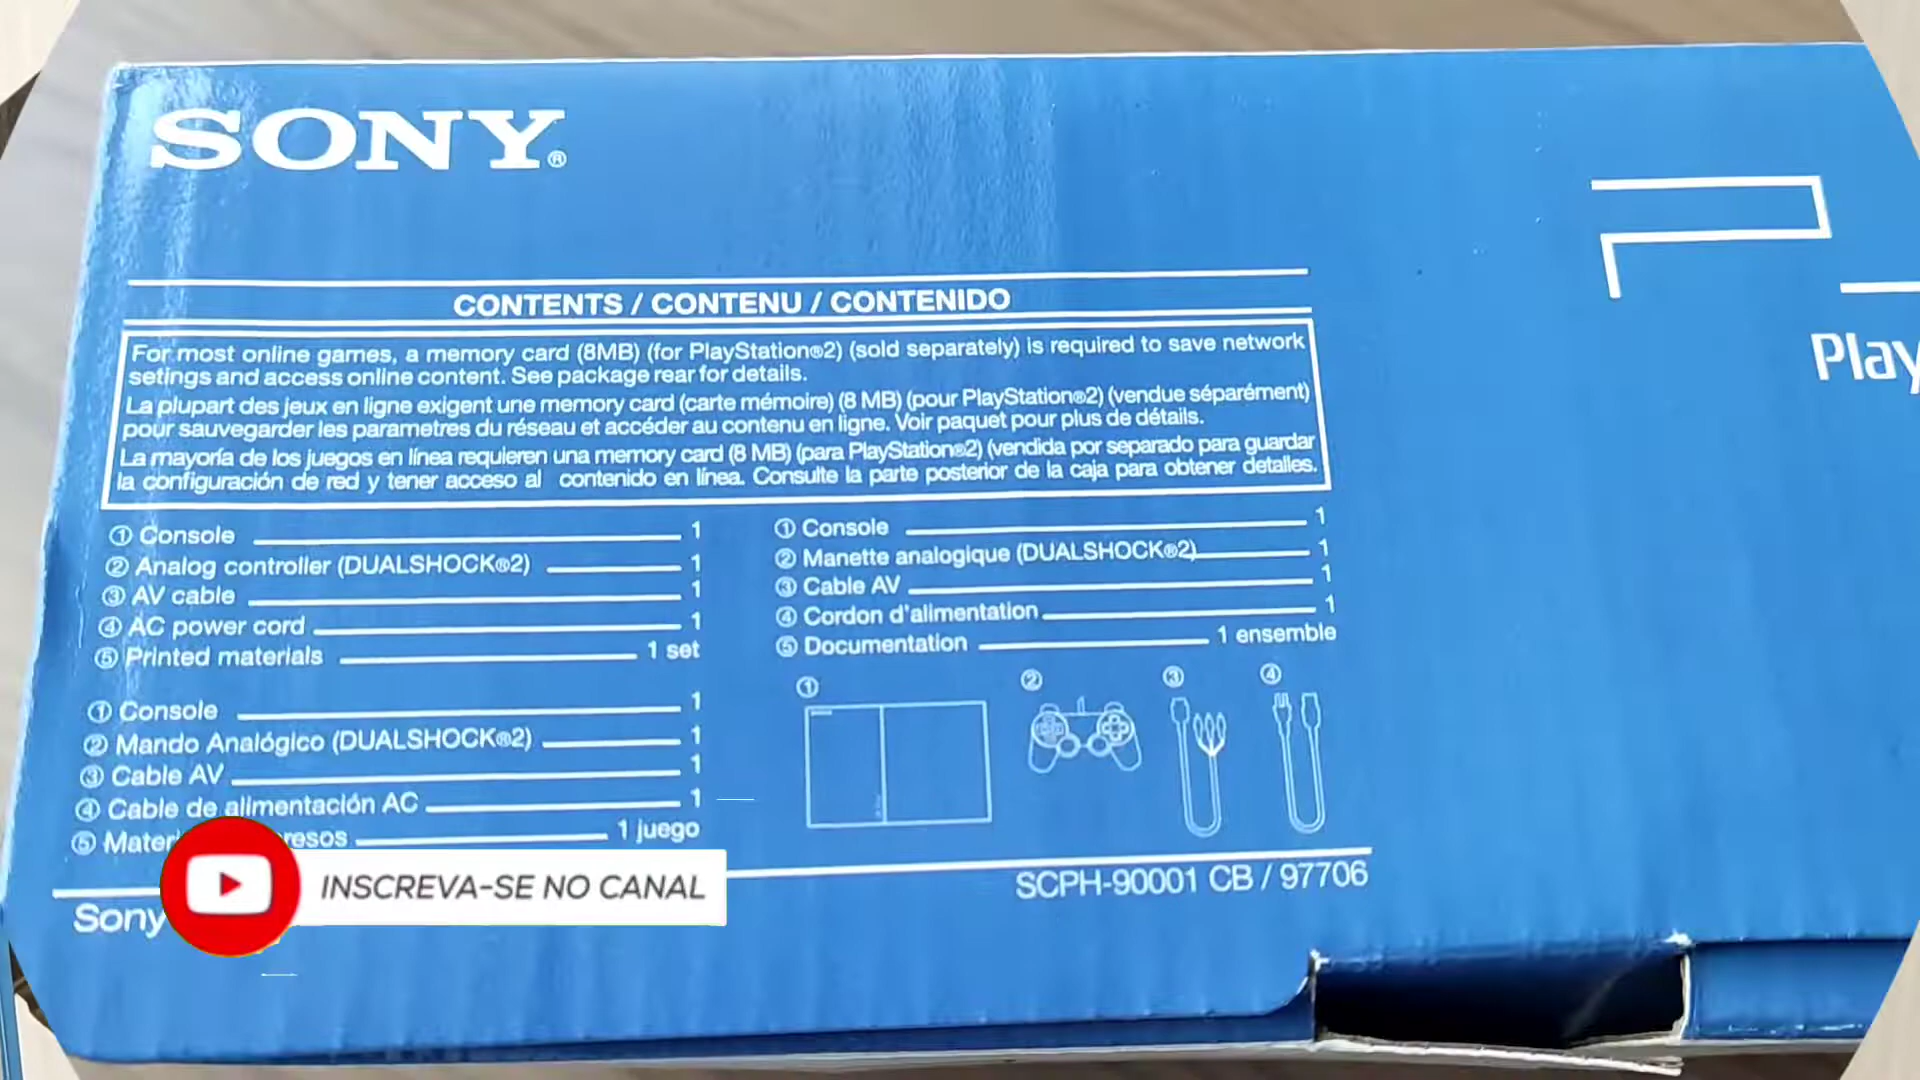 SONY®
CONTENTS / CONTENU / CONTENIDO
For most online games, a memory card (8MB) (for PlayStation®2) (sold separately) is required to save network
setings and access online content. See package rear for details.
La plupart des jeux en ligne exigent une memory card (carte mémoire) (8 MB) (pour PlayStation®2) (vendue séparément)
pour sauvegarder les parametres du réseau et accéder au contenu en ligne. Voir paquet pour plus de détails.
La mayoría de los juegos en línea requieren una memory card (8 MB) (para PlayStation®2) (vendida por separado para guardar
la configuración de red y tener acceso al contenido en línea. Consulte la parte posterior de la caja para obtener detalles.
① Console 1
② Analog controller (DUALSHOCK®2) 1
③ AV cable 1
④ AC power cord 1
⑤ Printed materials 1 set
① Console 1
② Manette analogique (DUALSHOCK®2) 1
③ Cable AV 1
④ Cordon d'alimentation 1
⑤ Documentation 1 ensemble
① Console 1
② Mando Analógico (DUALSHOCK®2) 1
③ Cable AV 1
④ Cable de alimentación AC 1
⑤ 1 juego
① ② ③ ④
SCPH-90001 CB / 97706
Sony
INSCREVA-SE NO CANAL
Play